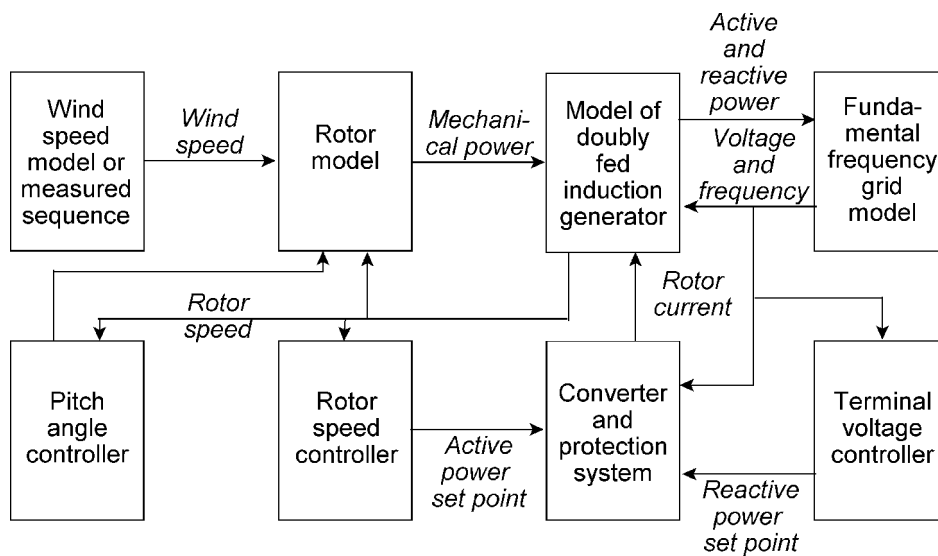 Wind
speed
model or
measured
sequence
Wind
speed
Rotor
model
Mechani-
cal power
Model of
doubly
fed
induction
generator
Active
and
reactive
power
Voltage
and
frequency
Funda-
mental
frequency
grid
model
Rotor
speed
Rotor
current
Pitch
angle
controller
Rotor
speed
controller
Active
power
set point
Converter
and
protection
system
Reactive
power
set point
Terminal
voltage
controller